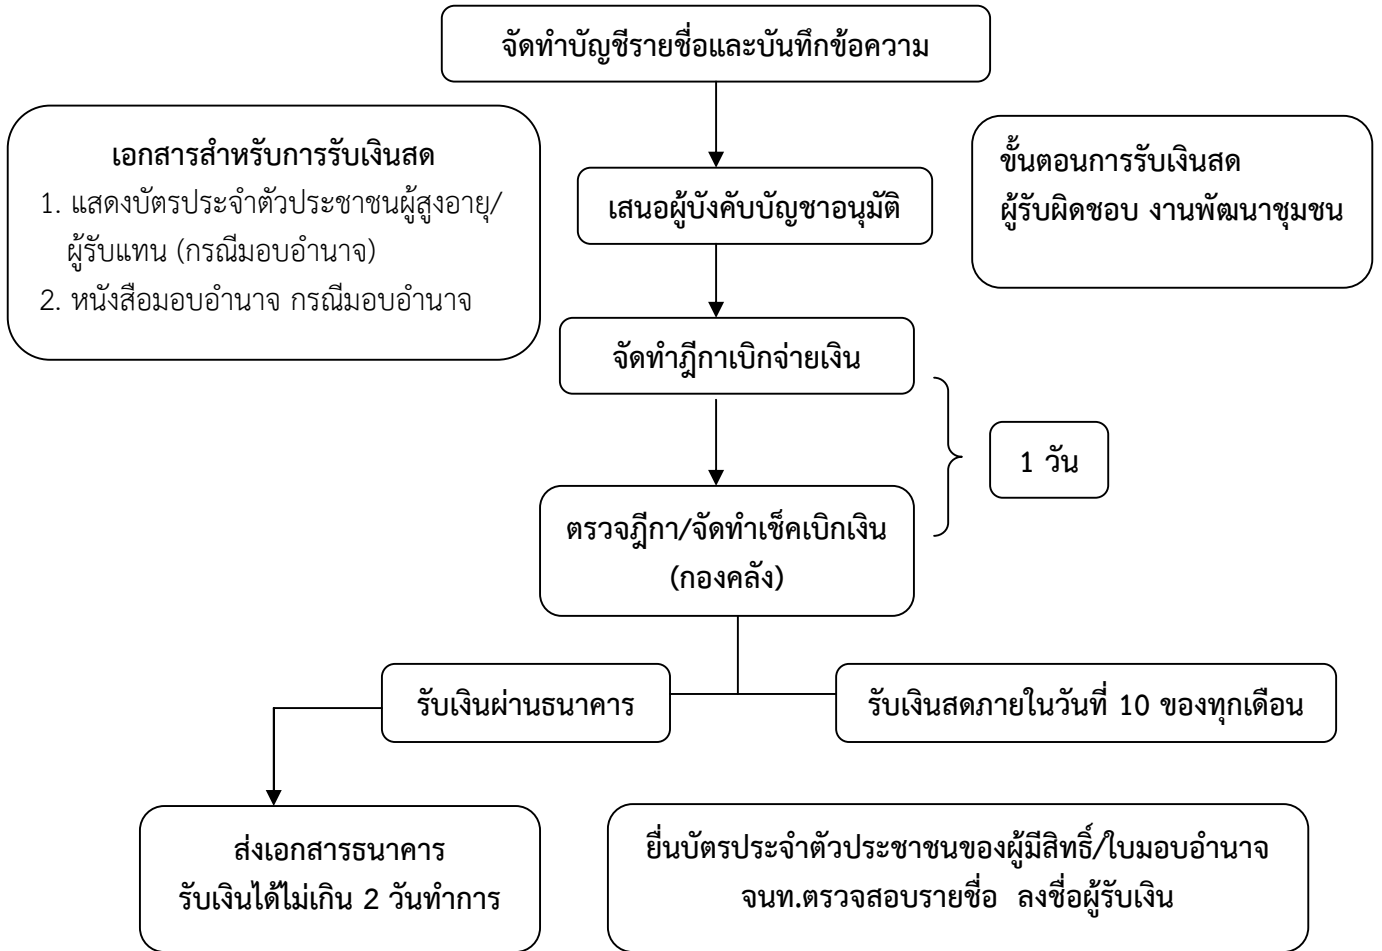 จัดทำบัญชีรายชื่อและบันทึกข้อความ
เอกสารสำหรับการรับเงินสด
1. แสดงบัตรประจำตัวประชาชนผู้สูงอายุ/
ผู้รับแทน (กรณีมอบอำนาจ)
2. หนังสือมอบอำนาจ กรณีมอบอำนาจ
เสนอผู้บังคับบัญชาอนุมัติ
ขั้นตอนการรับเงินสด
ผู้รับผิดชอบ งานพัฒนาชุมชน
จัดทำฎีกาเบิกจ่ายเงิน
1 วัน
ตรวจฎีกา/จัดทำเช็คเบิกเงิน
(กองคลัง)
รับเงินผ่านธนาคาร
รับเงินสดภายในวันที่ 10 ของทุกเดือน
ส่งเอกสารธนาคาร
รับเงินได้ไม่เกิน 2 วันทำการ
ยื่นบัตรประจำตัวประชาชนของผู้มีสิทธิ์/ใบมอบอำนาจ
จนท.ตรวจสอบรายชื่อ ลงชื่อผู้รับเงิน